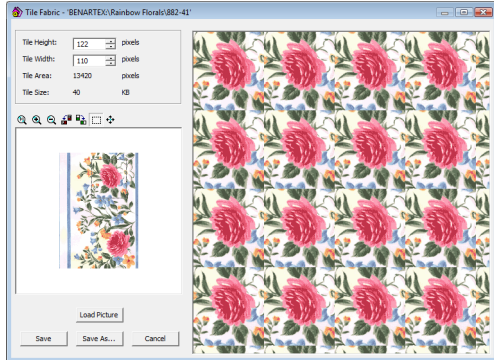 Tile Fabric - 'BENARTEX:\Rainbow Florals\882-41'
Tile Height: 122 pixels
Tile Width: 110 pixels
Tile Area: 13420 pixels
Tile Size: 40 KB
Load Picture
Save Save As... Cancel